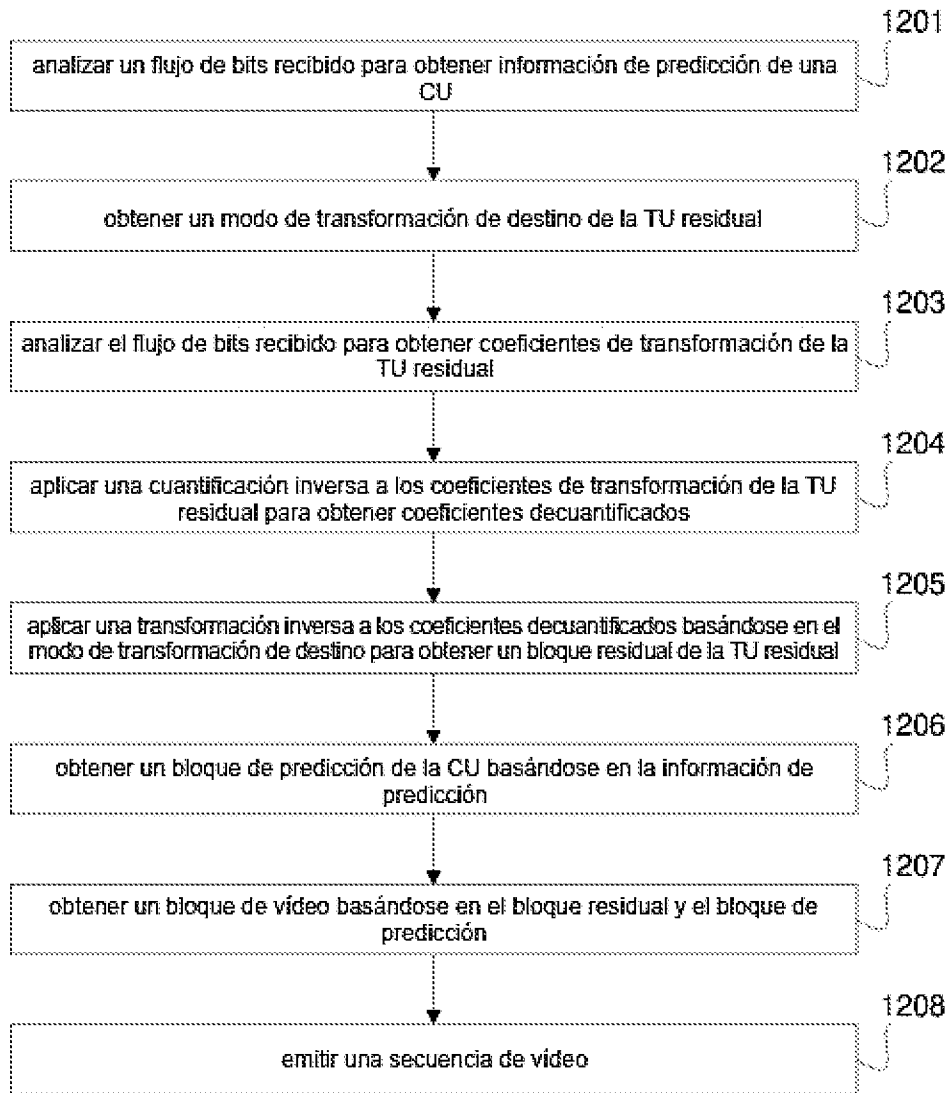 1201
analizar un flujo de bits recibido para obtener información de predicción de una
CU
1202
obtener un modo de transformación de destino de la TU residual
1203
analizar el flujo de bits recibido para obtener coeficientes de transformación de la
TU residual
1204
aplicar una cuantificación inversa a los coeficientes de transformación de la TU
residual para obtener coeficientes decuantificados
1205
aplicar una transformación inversa a los coeficientes decuantificados basándose en el
modo de transformación de destino para obtener un bloque residual de la TU residual
1206
obtener un bloque de predicción de la CU basándose en la información de
predicción
1207
obtener un bloque de vídeo basándose en el bloque residual y el bloque de
predicción
1208
emitir una secuencia de vídeo